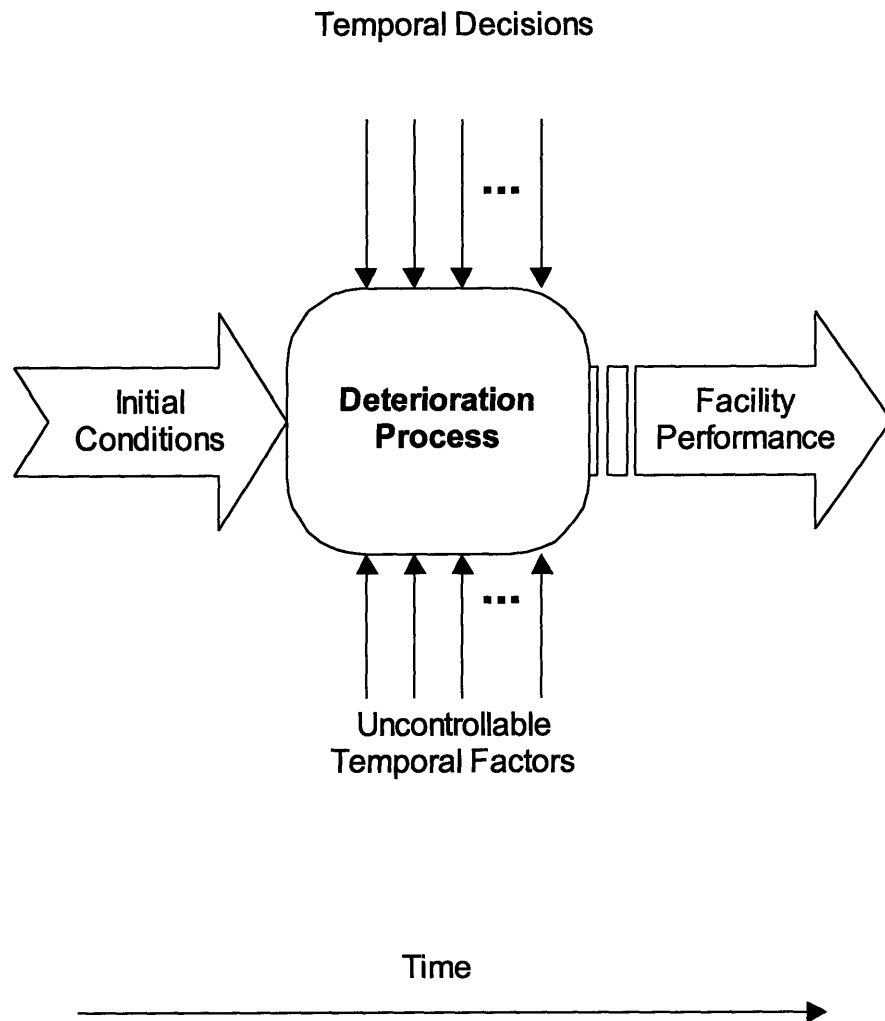 Temporal Decisions
...
Initial
Conditions
Deterioration
Process
Facility
Performance
...
Uncontrollable
Temporal Factors
Time